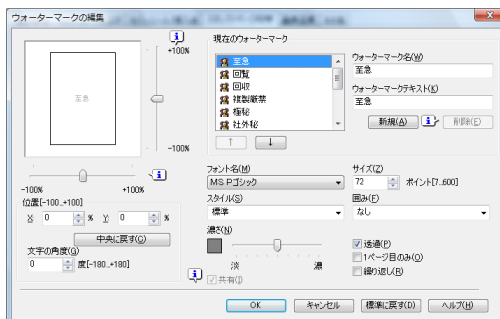 ウォーターマークの編集
至急
+100%
-100%
-100%
+100%
位置[-100..+100]
X 0 % Y 0 %
中央に戻す(C)
文字の角度(G)
0 度[-180..+180]
現在のウォーターマーク
至急
回覧
回収
複製厳禁
極秘
社外秘
ウォーターマーク名(W)
至急
ウォーターマークテキスト(K)
至急
新規(A) 削除(E)
フォント名(M)
MS Pゴシック
サイズ(Z)
72 ポイント[7..600]
スタイル(S)
標準
囲み(F)
なし
濃さ(N)
淡 濃
共有(I)
透過(P)
1ページ目のみ(O)
繰り返し(R)
OK キャンセル 標準に戻す(D) ヘルプ(H)